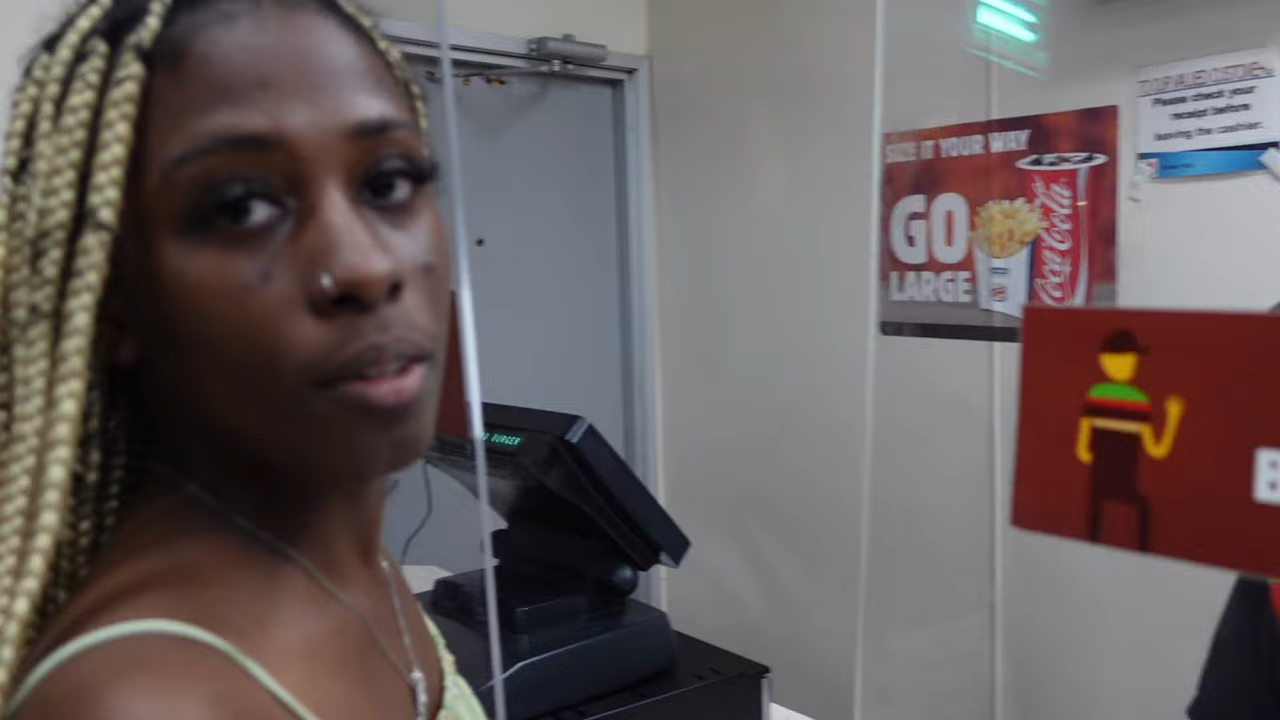 SIZE IT YOUR WAY
GO
LARGE
Coca-Cola
Please check your
receipt before
leaving the cashier.
BURGER
B